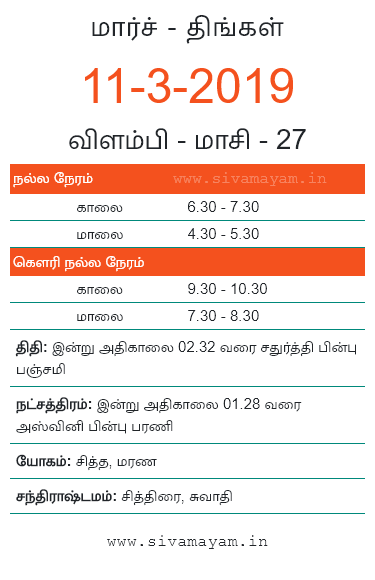 மார்ச் - திங்கள்
11-3-2019
விளம்பி - மாசி - 27
நல்ல நேரம் www.sivamayam.in
காலை 6.30 - 7.30
மாலை 4.30 - 5.30
கௌரி நல்ல நேரம்
காலை 9.30 - 10.30
மாலை 7.30 - 8.30
திதி: இன்று அதிகாலை 02.32 வரை சதுர்த்தி பின்பு
பஞ்சமி
நட்சத்திரம்: இன்று அதிகாலை 01.28 வரை
அஸ்வினி பின்பு பரணி
யோகம்: சித்த, மரண
சந்திராஷ்டமம்: சித்திரை, சுவாதி
www.sivamayam.in